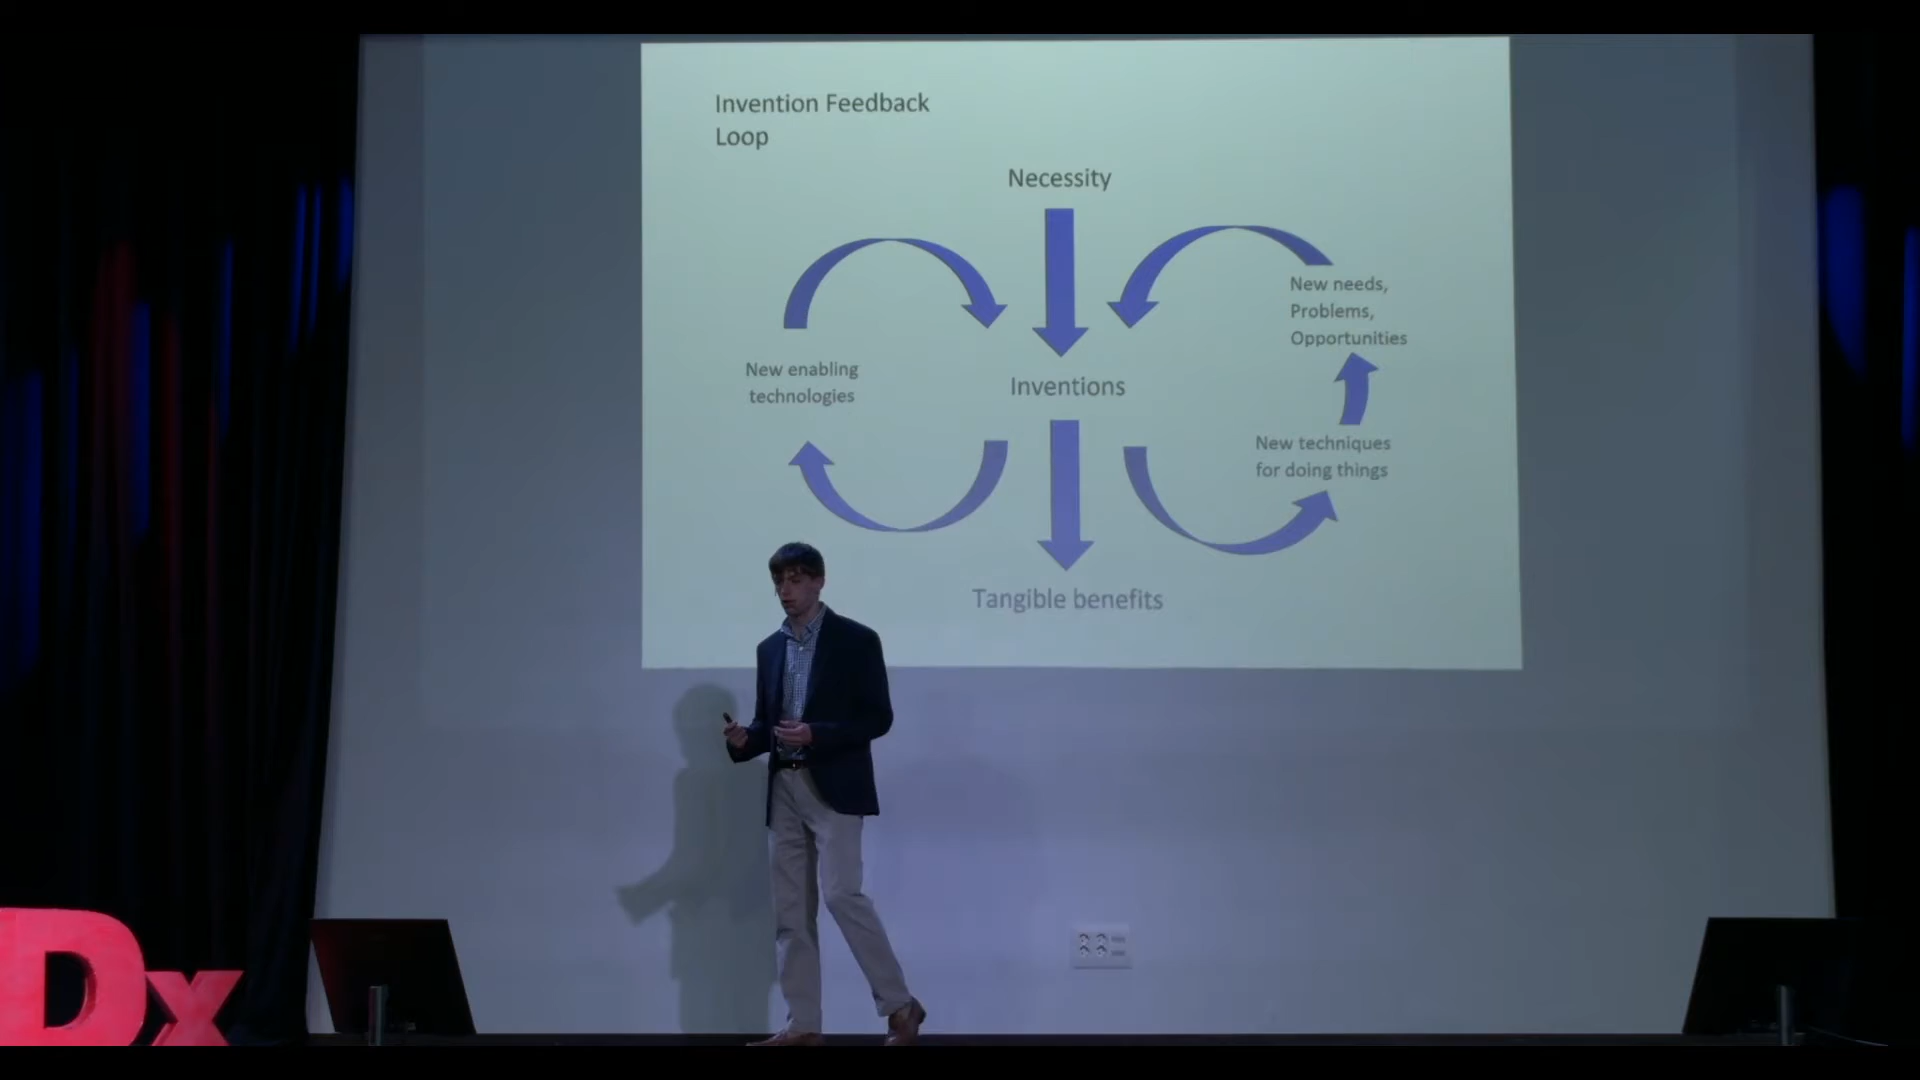 Invention Feedback
Loop
Necessity
New needs,
Problems,
Opportunities
New enabling
technologies
Inventions
New techniques
for doing things
Tangible benefits
Dx